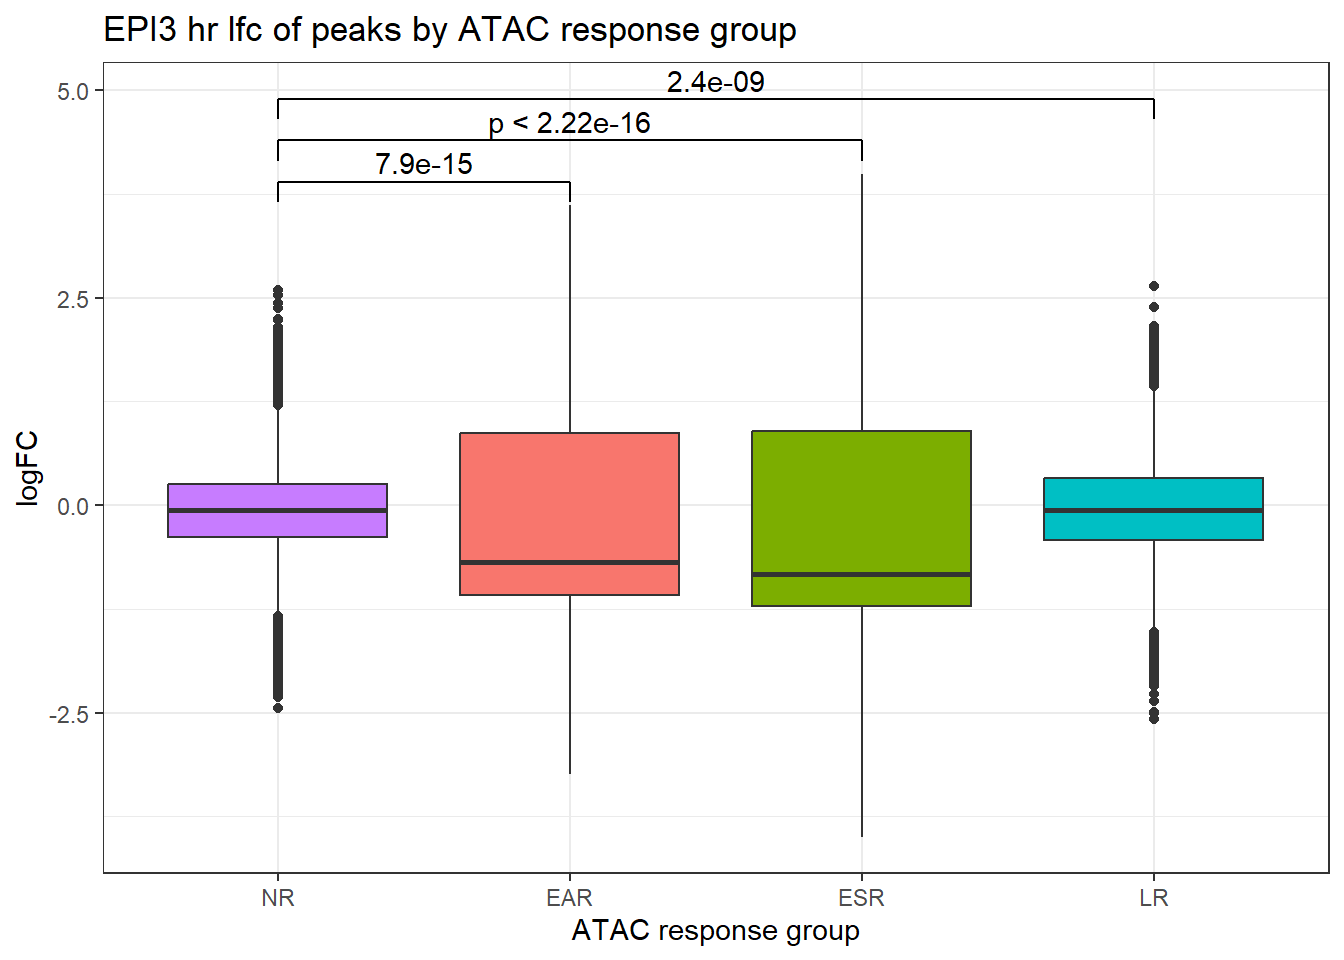 EPI3 hr lfc of peaks by ATAC response group
5.0
2.4e-09
p < 2.22e-16
7.9e-15
2.5
logFC
0.0
-2.5
NR
EAR
ESR
LR
ATAC response group